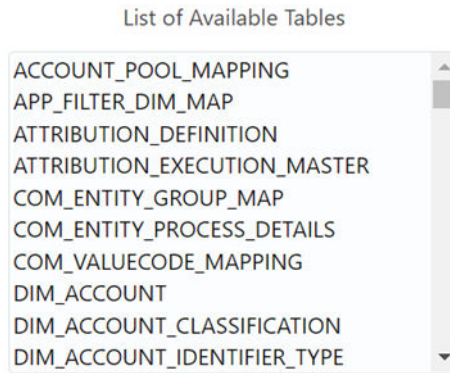 List of Available Tables
ACCOUNT_POOL_MAPPING
APP_FILTER_DIM_MAP
ATTRIBUTION_DEFINITION
ATTRIBUTION_EXECUTION_MASTER
COM_ENTITY_GROUP_MAP
COM_ENTITY_PROCESS_DETAILS
COM_VALUECODE_MAPPING
DIM_ACCOUNT
DIM_ACCOUNT_CLASSIFICATION
DIM_ACCOUNT_IDENTIFIER_TYPE